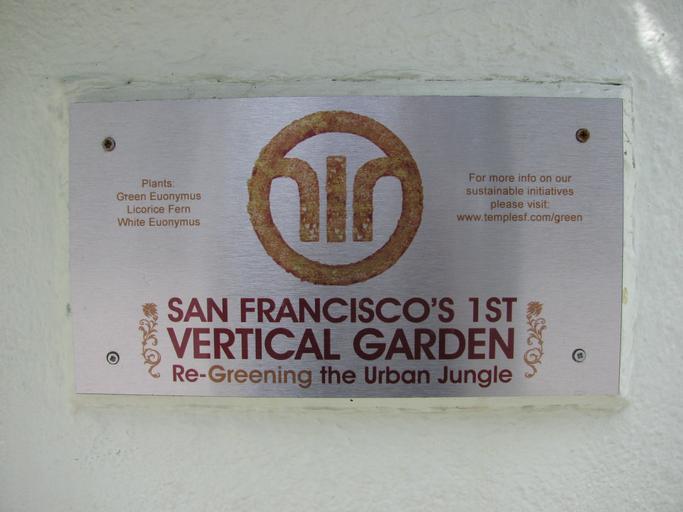 Plants:
Green Euonymus
Licorice Fern
White Euonymus
For more info on our
sustainable initiatives
please visit:
www.templesf.com/green
SAN FRANCISCO'S 1ST
VERTICAL GARDEN
Re-Greening the Urban Jungle